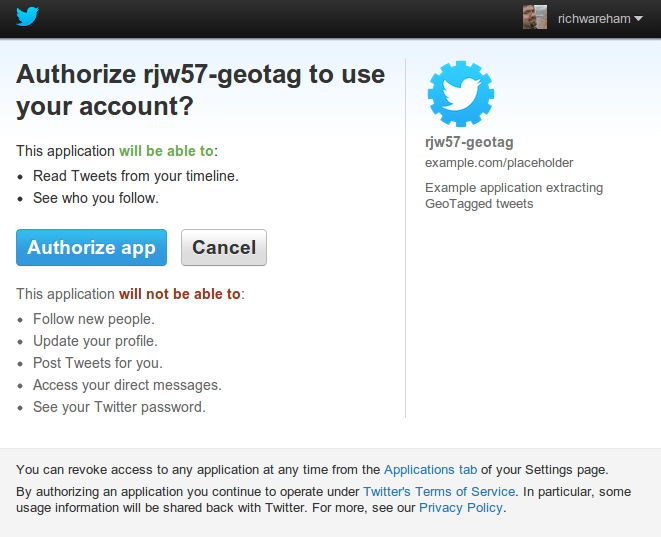 richwareham
Authorize rjw57-geotag to use
your account?
This application will be able to:
Read Tweets from your timeline.
See who you follow.
Authorize app
Cancel
This application will not be able to:
Follow new people.
Update your profile.
Post Tweets for you.
Access your direct messages.
See your Twitter password.
rjw57-geotag
example.com/placeholder
Example application extracting
GeoTagged tweets
You can revoke access to any application at any time from the Applications tab of your Settings page.
By authorizing an application you continue to operate under Twitter's Terms of Service. In particular, some
usage information will be shared back with Twitter. For more, see our Privacy Policy.